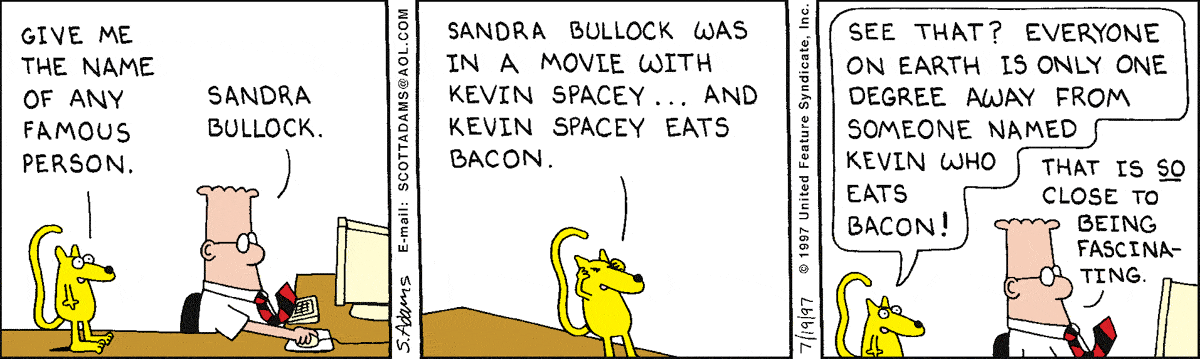 GIVE ME
THE NAME
OF ANY
FAMOUS
PERSON.
SANDRA
BULLOCK.
S.Adams E-mail: SCOTTADAMS@AOL.COM
SANDRA BULLOCK WAS
IN A MOVIE WITH
KEVIN SPACEY... AND
KEVIN SPACEY EATS
BACON.
7/19/97 © 1997 United Feature Syndicate, Inc.
SEE THAT? EVERYONE
ON EARTH IS ONLY ONE
DEGREE AWAY FROM
SOMEONE NAMED
KEVIN WHO
EATS
BACON!
THAT IS SO
CLOSE TO
BEING
FASCINA-
TING.